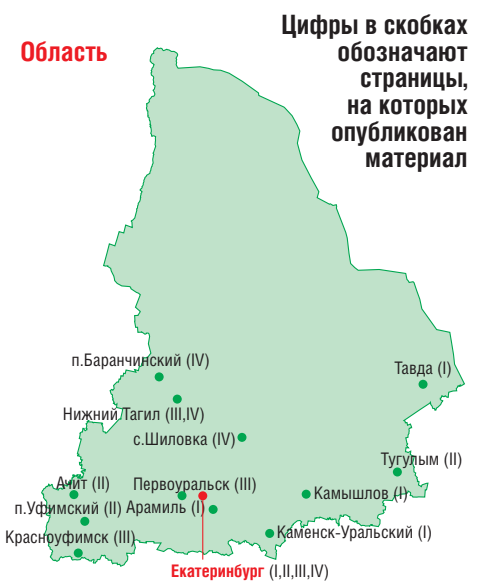 Цифры в скобках
обозначают
страницы,
на которых
опубликован
материал
Область
п.Баранчинский (IV)
Тавда (I)
Нижний Тагил (III,IV)
с.Шиловка (IV)
Тугулым (II)
Ачит (II)
Первоуральск (III)
Камышлов (I)
п.Уфимский (II)
Арамиль (I)
Каменск-Уральский (I)
Красноуфимск (III)
Екатеринбург (I,II,III,IV)